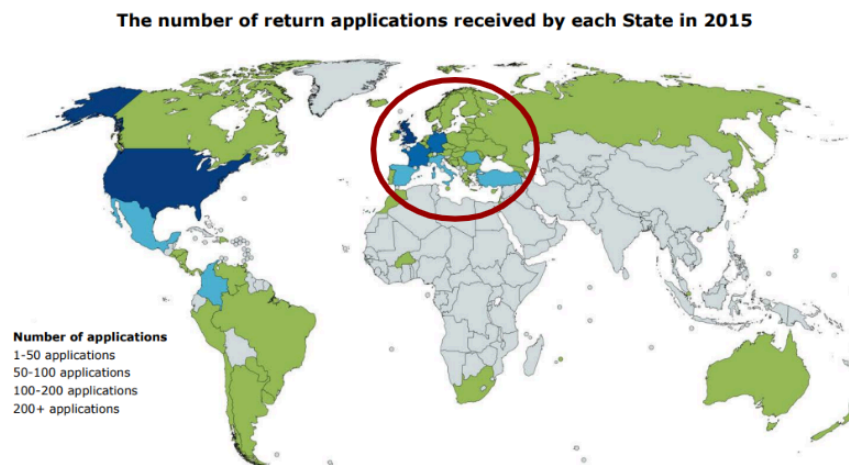 The number of return applications received by each State in 2015
Number of applications
1-50 applications
50-100 applications
100-200 applications
200+ applications